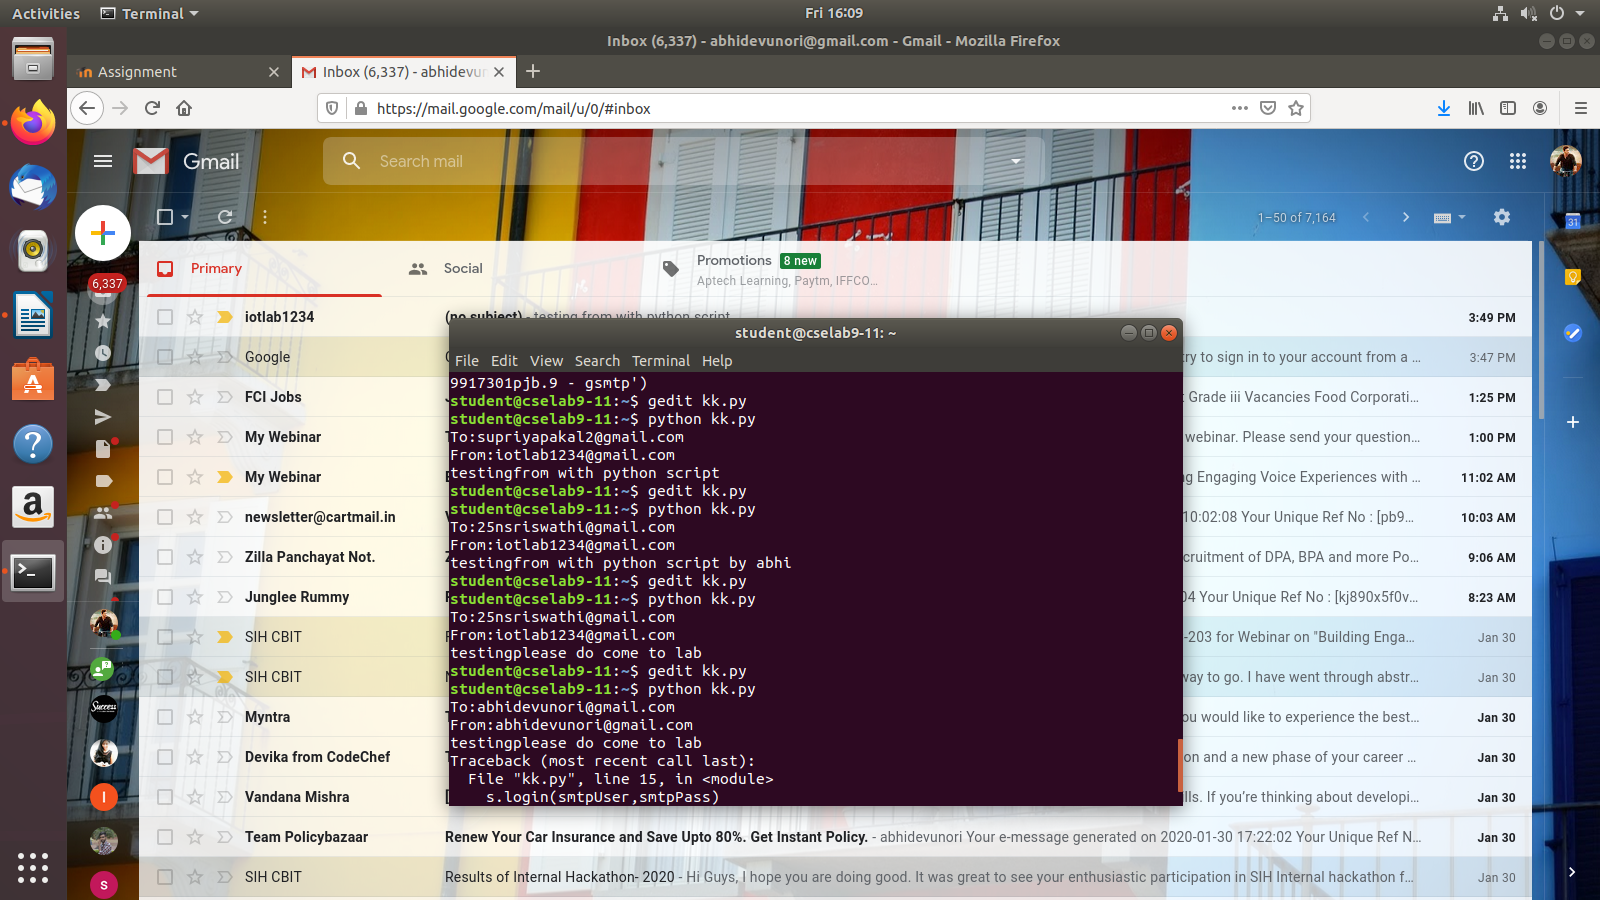 Activities
Terminal
Fri 16:09
Inbox (6,337) - abhidevunori@gmail.com - Gmail - Mozilla Firefox
Assignment
Inbox (6,337) - abhidevun
https://mail.google.com/mail/u/0/#inbox
Gmail
Search mail
1–50 of 7,164
31
6,337
Primary
Social
Promotions 8 new
Aptech Learning, Paytm, IFFCO...
iotlab1234 (no subject) - testing from with python script 3:49 PM
Google try to sign in to your account from a ... 3:47 PM
FCI Jobs t Grade iii Vacancies Food Corporati... 1:25 PM
My Webinar webinar. Please send your question... 1:00 PM
My Webinar ng Engaging Voice Experiences with ... 11:02 AM
newsletter@cartmail.in 10:02:08 Your Unique Ref No : [pb9... 10:03 AM
Zilla Panchayat Not. cruitment of DPA, BPA and more Po... 9:06 AM
Junglee Rummy 04 Your Unique Ref No : [kj890x5f0v... 8:23 AM
SIH CBIT -203 for Webinar on "Building Enga... Jan 30
SIH CBIT way to go. I have went through abstr... Jan 30
Myntra ou would like to experience the best... Jan 30
Devika from CodeChef on and a new phase of your career ... Jan 30
Vandana Mishra lls. If you're thinking about developi... Jan 30
Team Policybazaar Renew Your Car Insurance and Save Upto 80%. Get Instant Policy. - abhidevunori Your e-message generated on 2020-01-30 17:22:02 Your Unique Ref N... Jan 30
SIH CBIT Results of Internal Hackathon- 2020 - Hi Guys, I hope you are doing good. It was great to see your enthusiastic participation in SIH Internal hackathon f... Jan 30
Success
I
S
student@cselab9-11: ~
File Edit View Search Terminal Help
9917301pjb.9 - gsmtp')
student@cselab9-11:~$ gedit kk.py
student@cselab9-11:~$ python kk.py
To:supriyapakal2@gmail.com
From:iotlab1234@gmail.com
testingfrom with python script
student@cselab9-11:~$ gedit kk.py
student@cselab9-11:~$ python kk.py
To:25nsriswathi@gmail.com
From:iotlab1234@gmail.com
testingfrom with python script by abhi
student@cselab9-11:~$ gedit kk.py
student@cselab9-11:~$ python kk.py
To:25nsriswathi@gmail.com
From:iotlab1234@gmail.com
testingplease do come to lab
student@cselab9-11:~$ gedit kk.py
student@cselab9-11:~$ python kk.py
To:abhidevunori@gmail.com
From:abhidevunori@gmail.com
testingplease do come to lab
Traceback (most recent call last):
File "kk.py", line 15, in <module>
s.login(smtpUser,smtpPass)